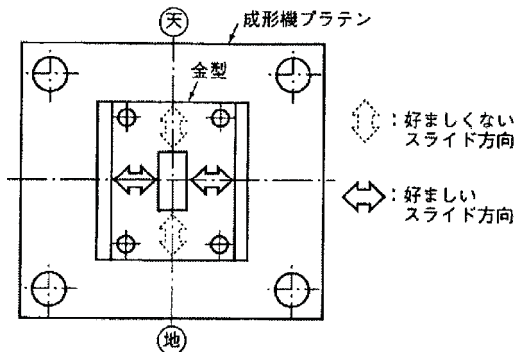 天
成形機プラテン
金型
：好ましくない
スライド方向
：好ましい
スライド方向
地